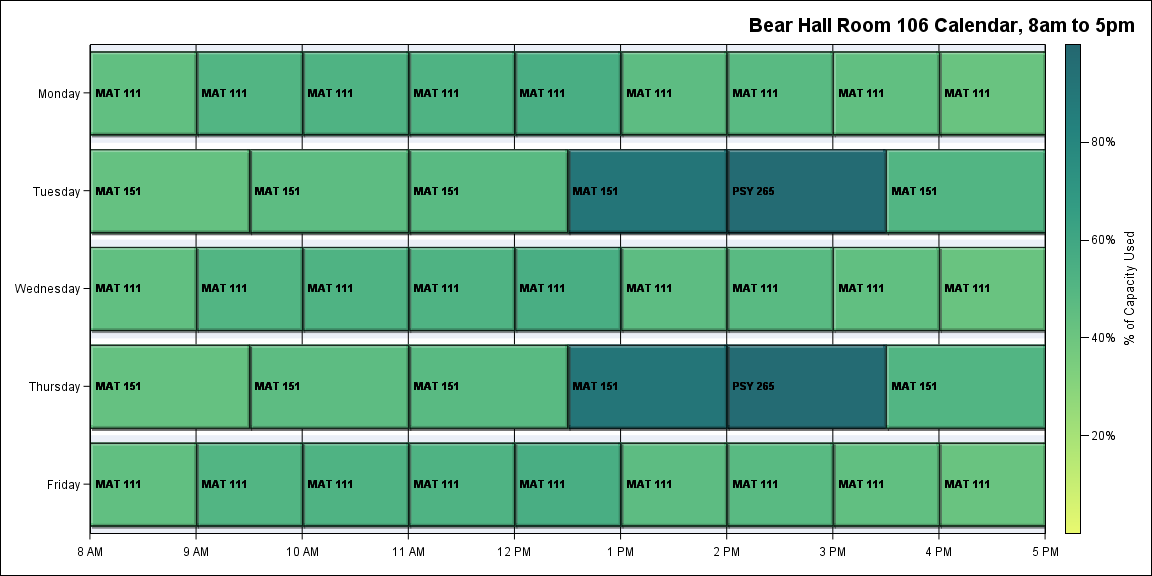 Bear Hall Room 106 Calendar, 8am to 5pm
Monday MAT 111 MAT 111 MAT 111 MAT 111 MAT 111 MAT 111 MAT 111 MAT 111 MAT 111
Tuesday MAT 151 MAT 151 MAT 151 MAT 151 PSY 265 MAT 151
Wednesday MAT 111 MAT 111 MAT 111 MAT 111 MAT 111 MAT 111 MAT 111 MAT 111 MAT 111
Thursday MAT 151 MAT 151 MAT 151 MAT 151 PSY 265 MAT 151
Friday MAT 111 MAT 111 MAT 111 MAT 111 MAT 111 MAT 111 MAT 111 MAT 111 MAT 111
8 AM 9 AM 10 AM 11 AM 12 PM 1 PM 2 PM 3 PM 4 PM 5 PM
80%
60%
40%
20%
% of Capacity Used